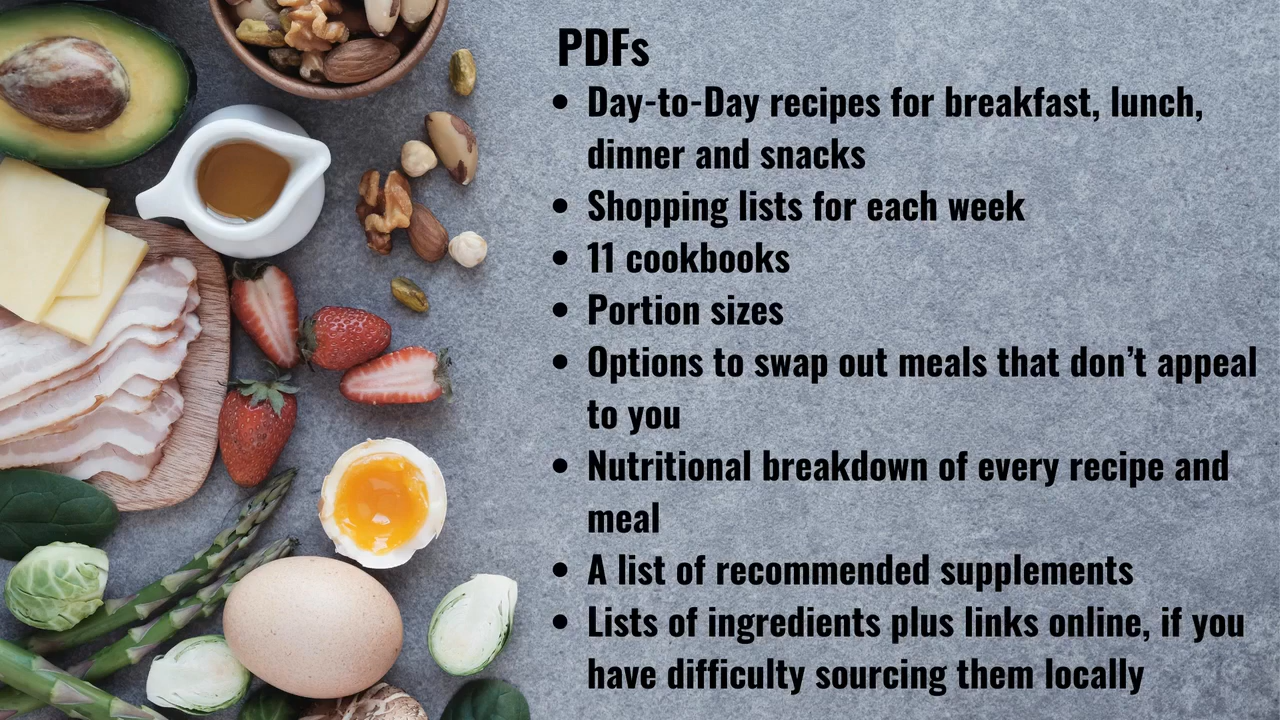 PDFs
• Day-to-Day recipes for breakfast, lunch,
dinner and snacks
• Shopping lists for each week
• 11 cookbooks
• Portion sizes
• Options to swap out meals that don’t appeal
to you
• Nutritional breakdown of every recipe and
meal
• A list of recommended supplements
• Lists of ingredients plus links online, if you
have difficulty sourcing them locally